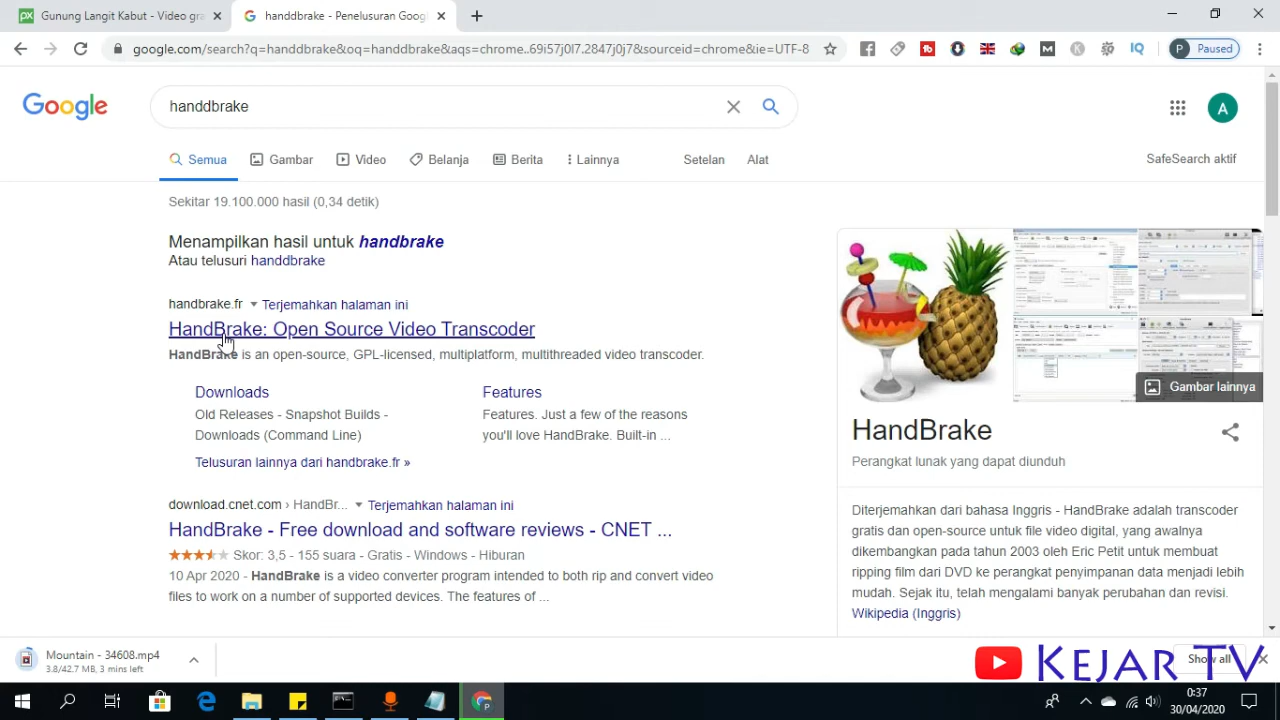 Gunung Langit Kabut - Video gra
handdbrake - Penelusuran Googl
google.com/search?q=handdbrake&oq=handdbrake&aqs=chrome..69i57j0l7.2847j0j7&sourceid=chrome&ie=UTF-8
P Paused
Google
handdbrake
A
Semua Gambar Video Belanja Berita Lainnya Setelan Alat
SafeSearch aktif
Sekitar 19.100.000 hasil (0,34 detik)
Menampilkan hasil untuk handbrake
Atau telusuri handdbrake
handbrake.fr Terjemahkan halaman ini
HandBrake: Open Source Video Transcoder
HandBrake is an open-source, GPL-licensed, multiplatform, multithreaded video transcoder.
Downloads
Old Releases - Snapshot Builds -
Downloads (Command Line)
Features
Features. Just a few of the reasons
you'll love HandBrake. Built-in ...
Telusuran lainnya dari handbrake.fr »
download.cnet.com › HandBr... Terjemahkan halaman ini
HandBrake - Free download and software reviews - CNET ...
Skor: 3,5 - 155 suara - Gratis - Windows - Hiburan
10 Apr 2020 - HandBrake is a video converter program intended to both rip and convert video
files to work on a number of supported devices. The features of ...
Gambar lainnya
HandBrake
Perangkat lunak yang dapat diunduh
Diterjemahkan dari bahasa Inggris - HandBrake adalah transcoder
gratis dan open-source untuk file video digital, yang awalnya
dikembangkan pada tahun 2003 oleh Eric Petit untuk membuat
ripping film dari DVD ke perangkat penyimpanan data menjadi lebih
mudah. Sejak itu, telah mengalami banyak perubahan dan revisi.
Wikipedia (Inggris)
Mountain - 34608.mp4
3.8/42.7 MB, 3 mins left
Show all
Kejar TV
0:37
30/04/2020